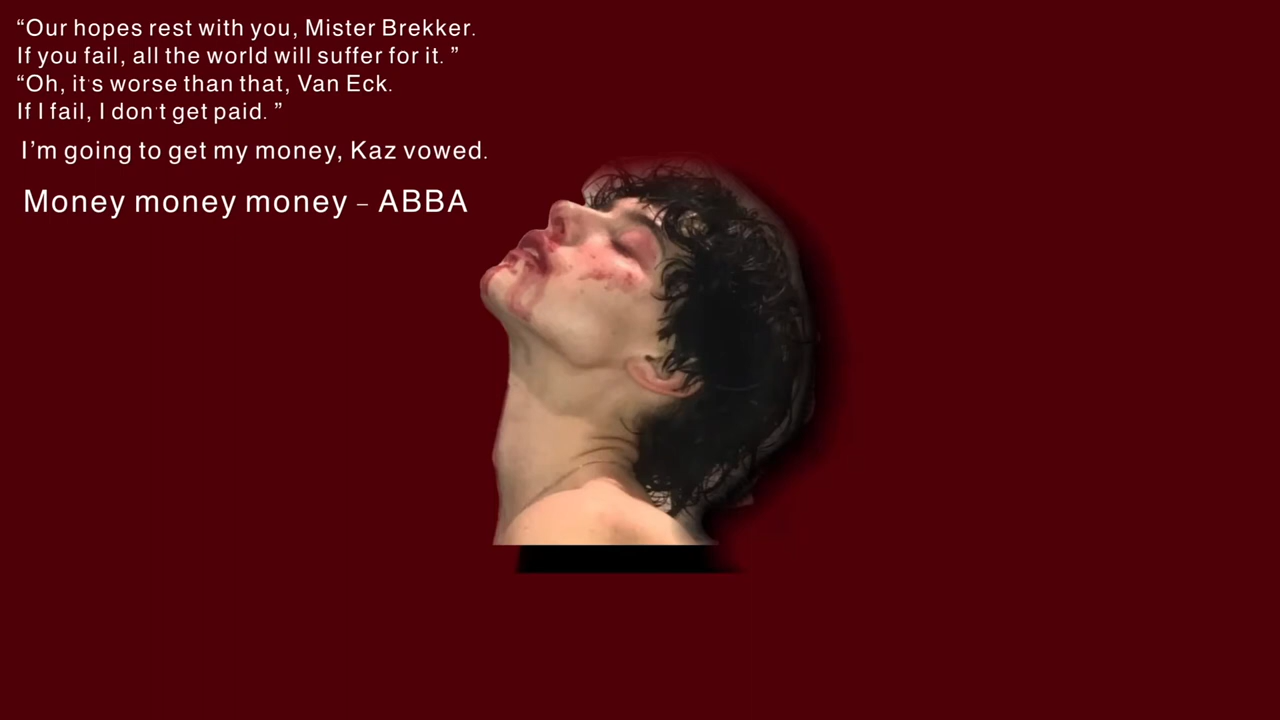 “Our hopes rest with you, Mister Brekker.
If you fail, all the world will suffer for it. ”
“Oh, it's worse than that, Van Eck.
If I fail, I don't get paid. ”
I’m going to get my money, Kaz vowed.
Money money money – ABBA